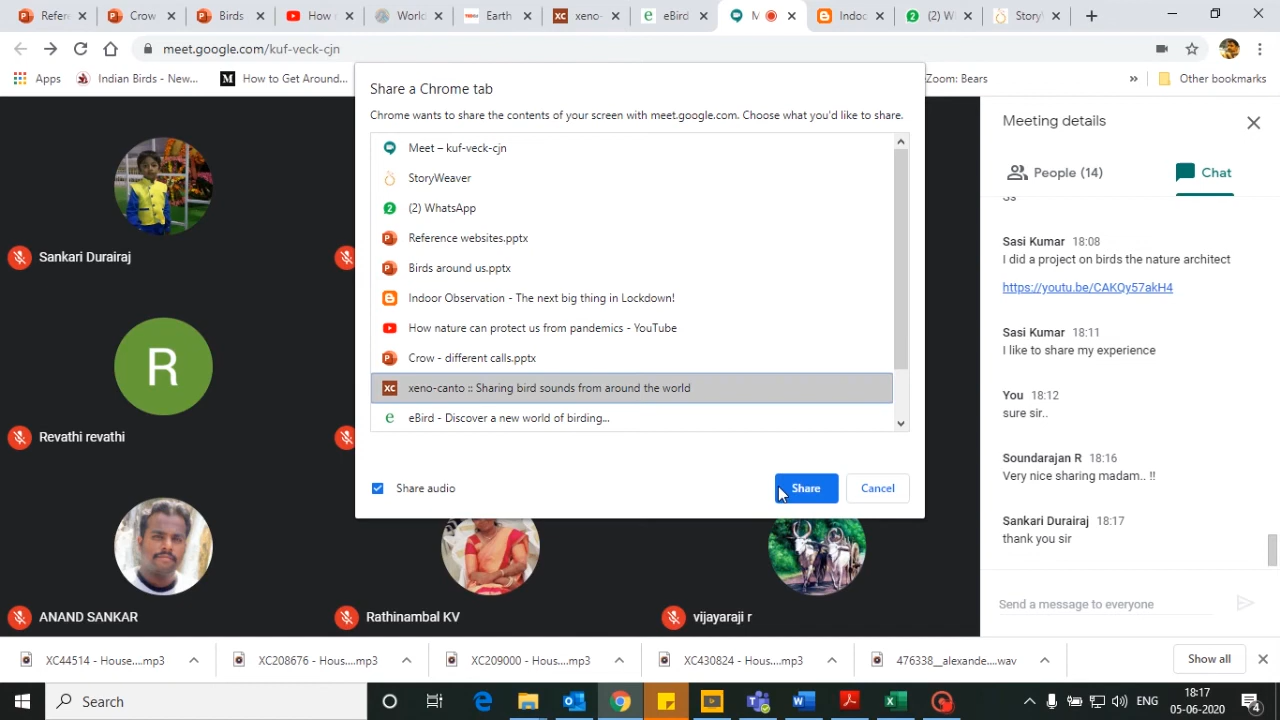 Refere
Crow
Birds
How n
World
Earth
xeno-
eBird
M
Indoo
(2) W
StoryW
meet.google.com/kuf-veck-cjn
Apps
Indian Birds - New...
How to Get Around...
Zoom: Bears
»
Other bookmarks
Share a Chrome tab
Chrome wants to share the contents of your screen with meet.google.com. Choose what you'd like to share.
Meet – kuf-veck-cjn
StoryWeaver
(2) WhatsApp
Reference websites.pptx
Birds around us.pptx
Indoor Observation - The next big thing in Lockdown!
How nature can protect us from pandemics - YouTube
Crow - different calls.pptx
xeno-canto :: Sharing bird sounds from around the world
eBird - Discover a new world of birding...
Share audio
Share
Cancel
Sankari Durairaj
R
Revathi revathi
ANAND SANKAR
Rathinambal KV
vijayaraji r
Meeting details
People (14)
Chat
Sasi Kumar 18:08
I did a project on birds the nature architect
https://youtu.be/CAKQy57akH4
Sasi Kumar 18:11
I like to share my experience
You 18:12
sure sir..
Soundarajan R 18:16
Very nice sharing madam.. !!
Sankari Durairaj 18:17
thank you sir
Send a message to everyone
XC44514 - House....mp3
XC208676 - Hous....mp3
XC209000 - Hous....mp3
XC430824 - Hous....mp3
476338__alexande....wav
Show all
Search
ENG
18:17
05-06-2020
4